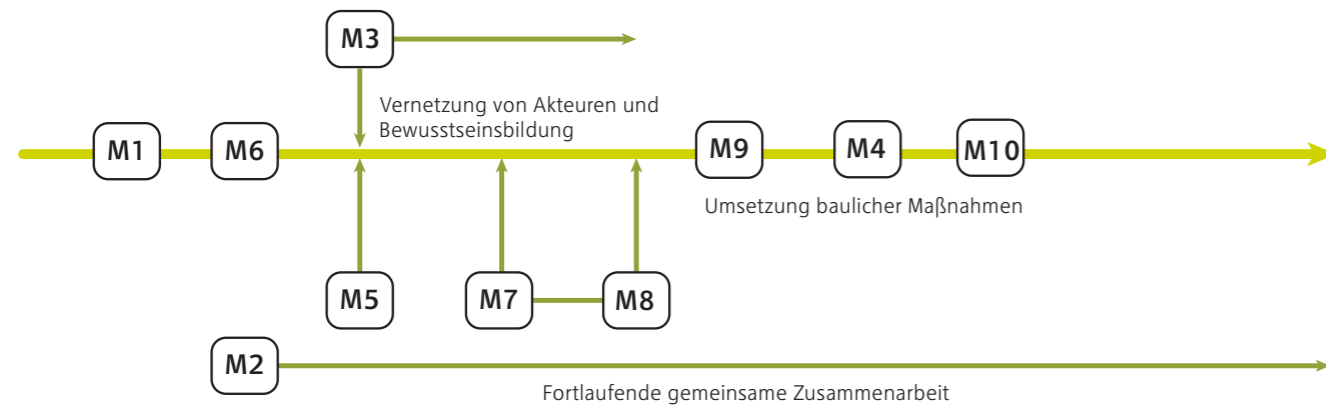 M3
Vernetzung von Akteuren und
Bewusstseinsbildung
M1
M6
M9
M4
M10
Umsetzung baulicher Maßnahmen
M5
M7
M8
M2
Fortlaufende gemeinsame Zusammenarbeit